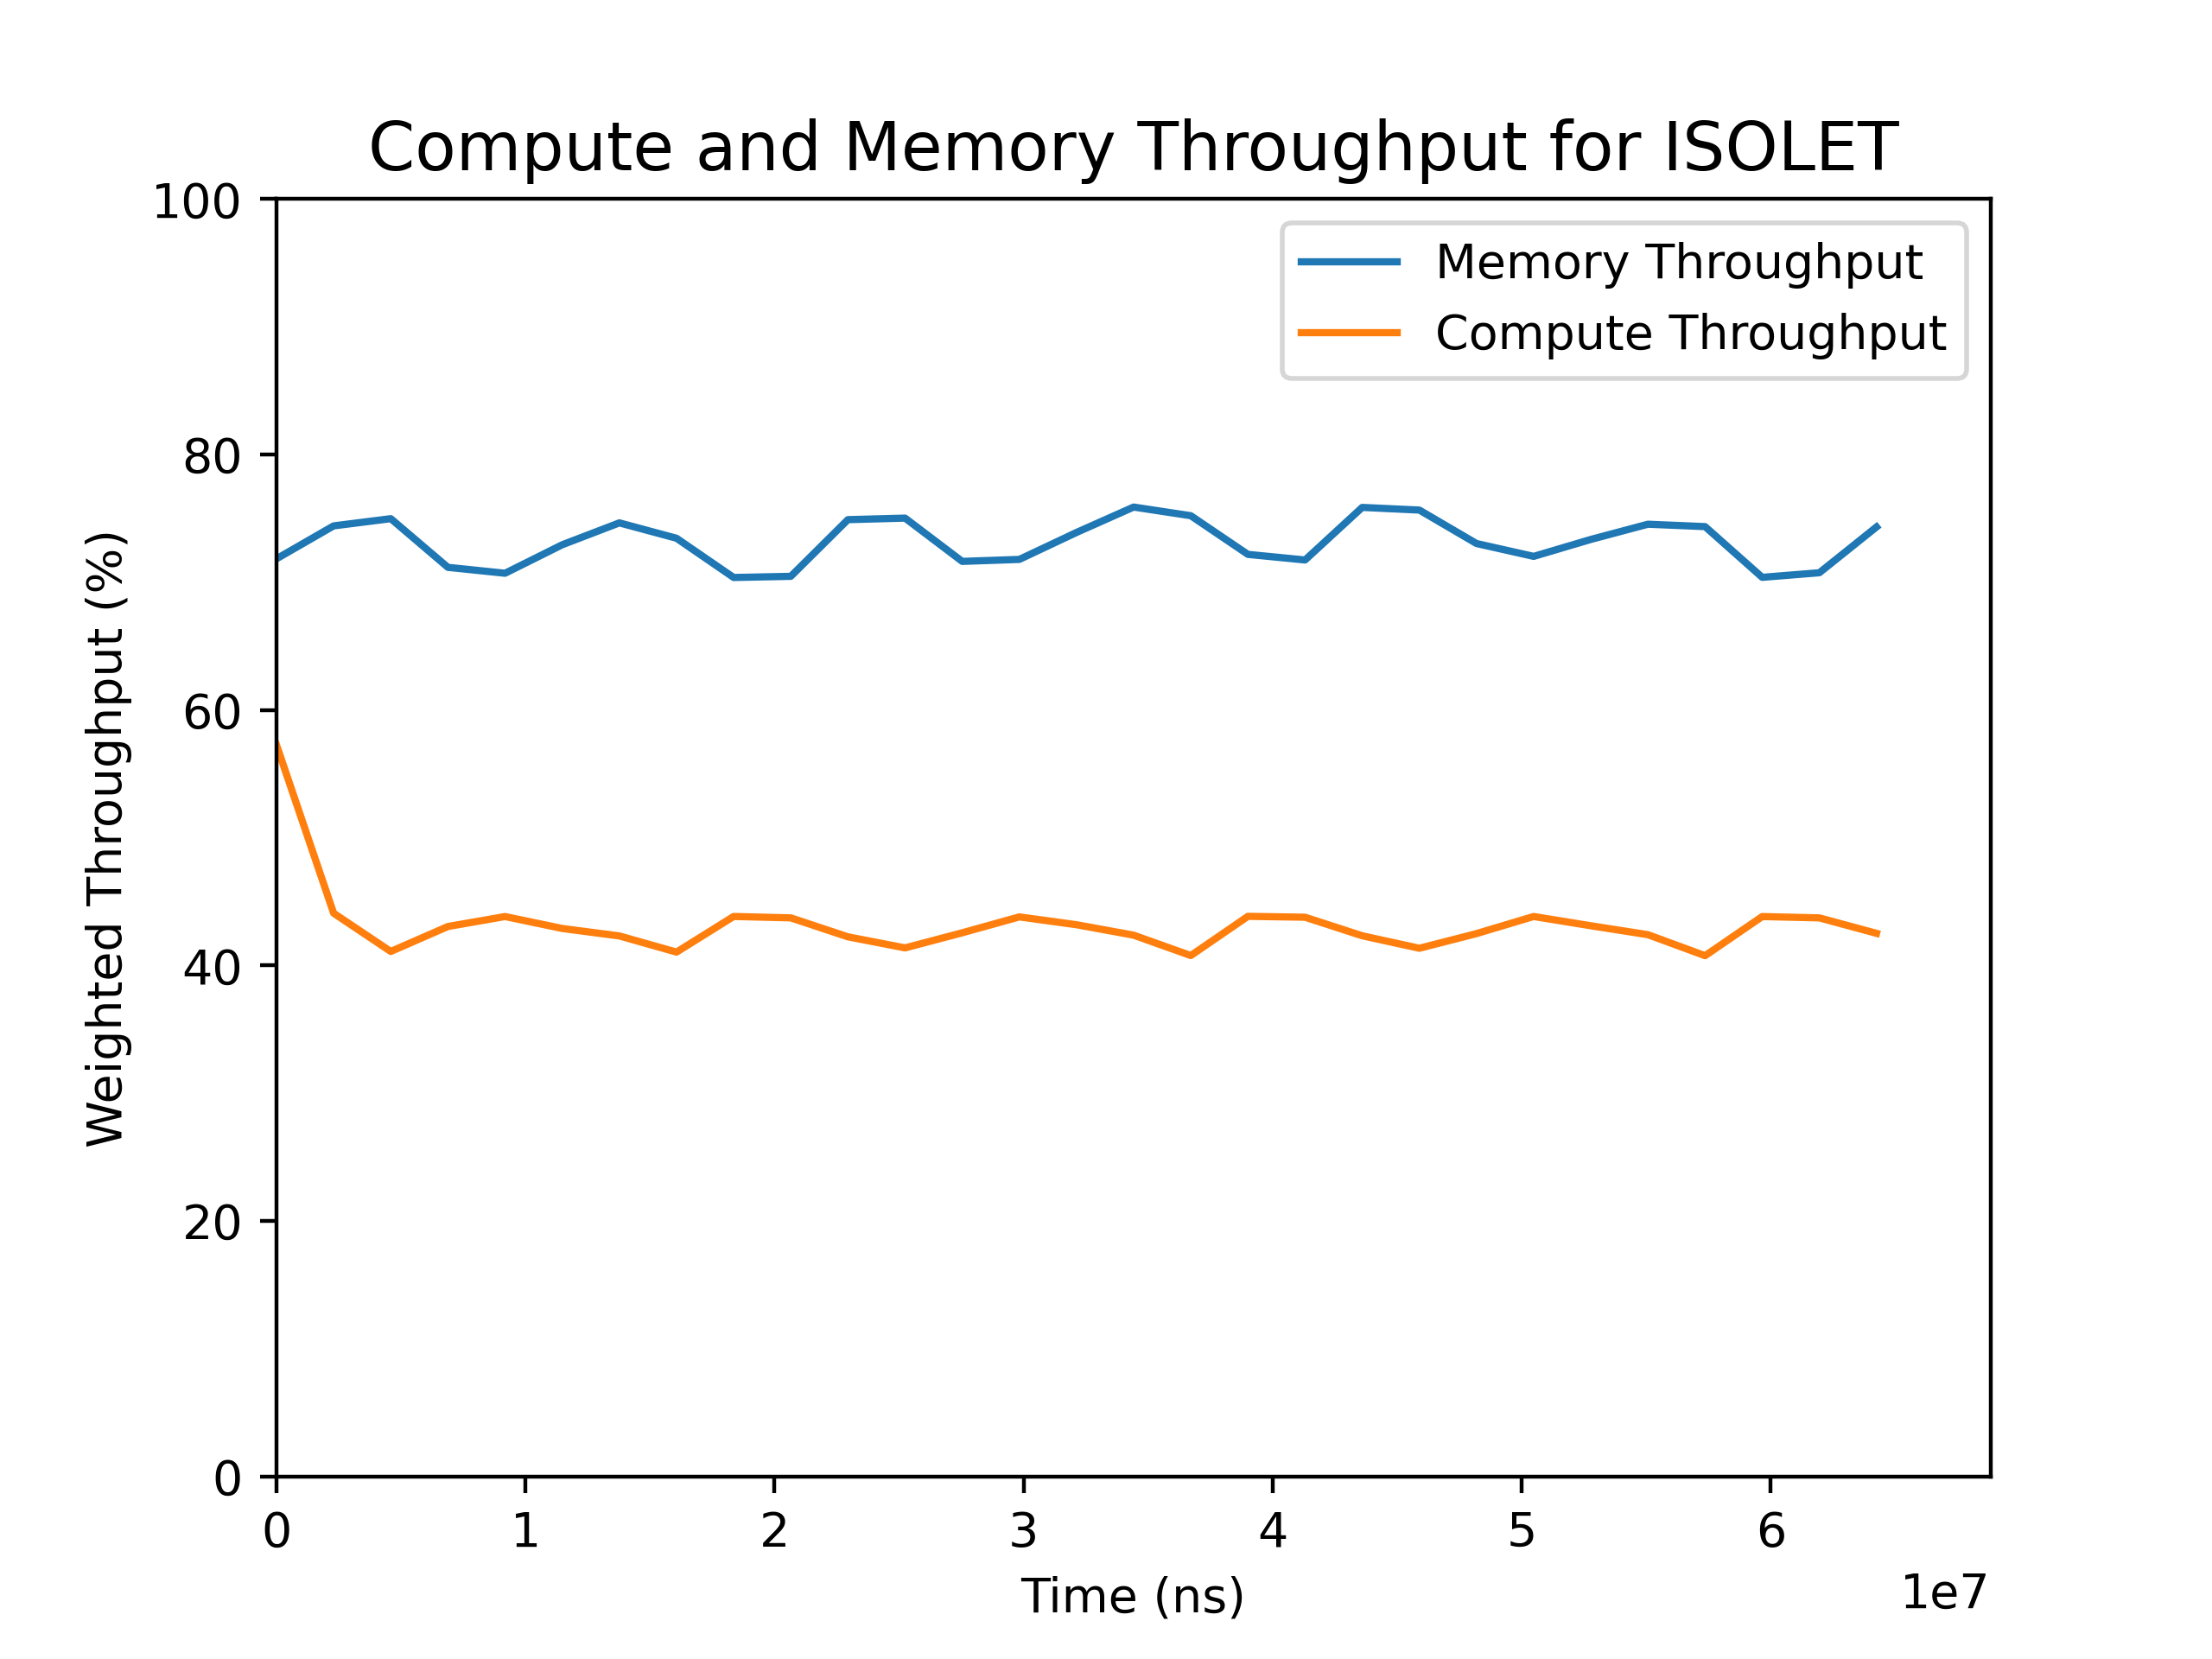 Compute and Memory Throughput for ISOLET
Memory Throughput
Compute Throughput
Weighted Throughput (%)
100
80
60
40
20
0
0 1 2 3 4 5 6
Time (ns)
1e7